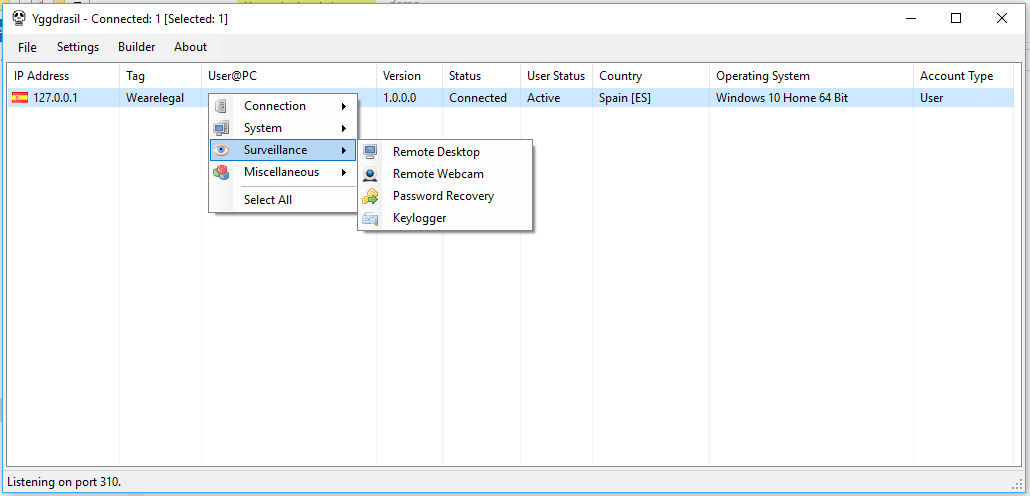 Yggdrasil - Connected: 1 [Selected: 1]
File Settings Builder About
IP Address Tag User@PC Version Status User Status Country Operating System Account Type
127.0.0.1 Wearelegal 1.0.0.0 Connected Active Spain [ES] Windows 10 Home 64 Bit User
Connection
System
Surveillance
Miscellaneous
Select All
Remote Desktop
Remote Webcam
Password Recovery
Keylogger
Listening on port 310.